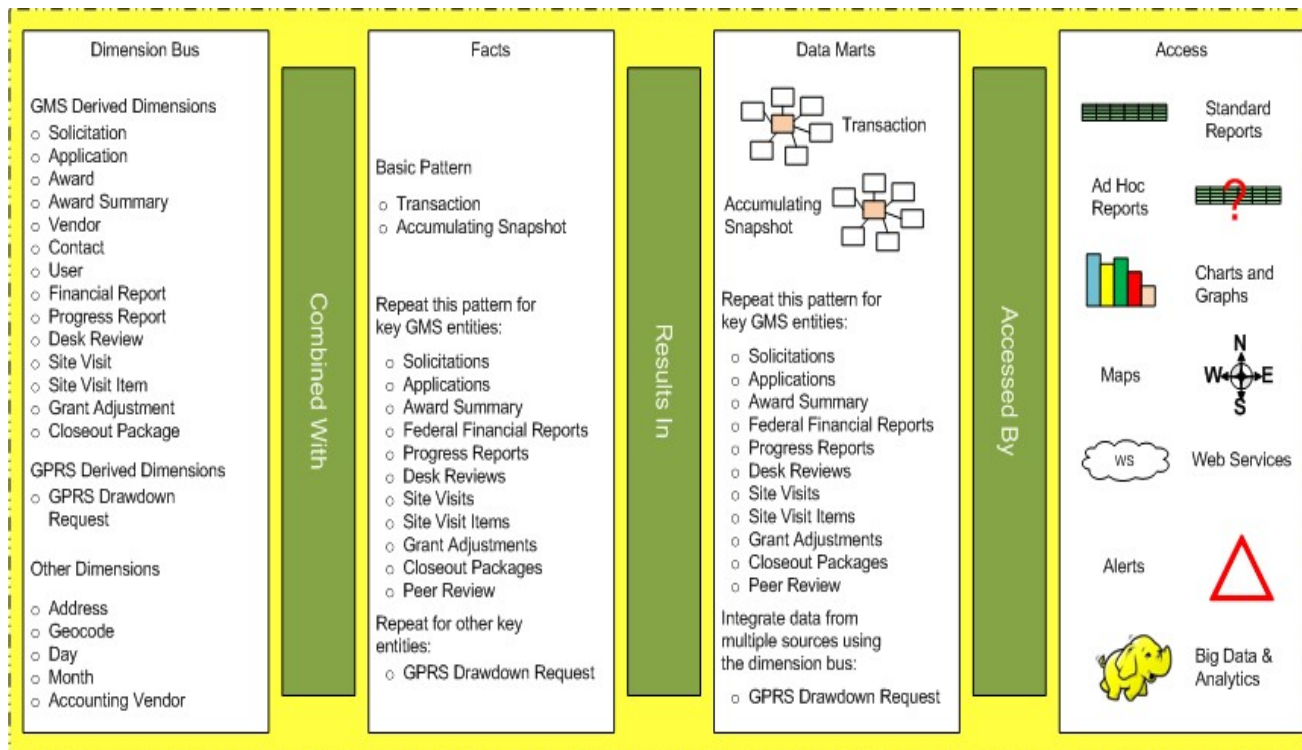 Dimension Bus
GMS Derived Dimensions
Solicitation
Application
Award
Award Summary
Vendor
Contact
User
Financial Report
Progress Report
Desk Review
Site Visit
Site Visit Item
Grant Adjustment
Closeout Package
GPRS Derived Dimensions
GPRS Drawdown
Request
Other Dimensions
Address
Geocode
Day
Month
Accounting Vendor
Combined With
Facts
Basic Pattern
Transaction
Accumulating Snapshot
Repeat this pattern for
key GMS entities:
Solicitations
Applications
Award Summary
Federal Financial Reports
Progress Reports
Desk Reviews
Site Visits
Site Visit Items
Grant Adjustments
Closeout Packages
Peer Review
Repeat for other key
entities:
GPRS Drawdown Request
Results In
Data Marts
Transaction
Accumulating
Snapshot
Repeat this pattern for
key GMS entities:
Solicitations
Applications
Award Summary
Federal Financial Reports
Progress Reports
Desk Reviews
Site Visits
Site Visit Items
Grant Adjustments
Closeout Packages
Peer Review
Integrate data from
multiple sources using
the dimension bus:
GPRS Drawdown Request
Accessed By
Access
Standard
Reports
Ad Hoc
Reports
?
Charts and
Graphs
Maps
N
W E
S
WS
Web Services
Alerts
Big Data &
Analytics